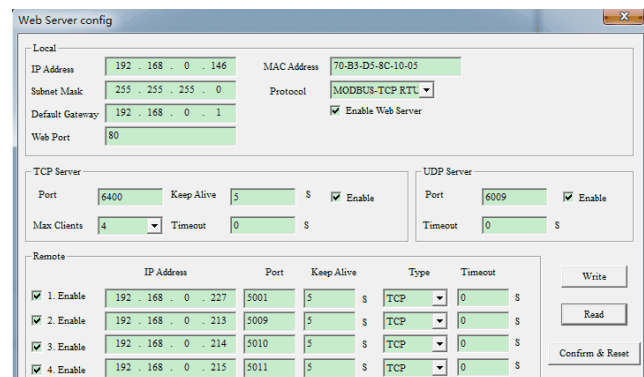 Web Server config
Local
IP Address 192 . 168 . 0 . 146 MAC Address 70-B3-D5-8C-10-05
Subnet Mask 255 . 255 . 255 . 0 Protocol MODBUS-TCP RTU
Default Gateway 192 . 168 . 0 . 1 Enable Web Server
Web Port 80
TCP Server UDP Server
Port 6400 Keep Alive 5 S Enable Port 6009 Enable
Max Clients 4 Timeout 0 S Timeout 0 S
Remote
IP Address Port Keep Alive Type Timeout Write
1. Enable 192 . 168 . 0 . 227 5001 5 S TCP 0 S
2. Enable 192 . 168 . 0 . 213 5009 5 S TCP 0 S Read
3. Enable 192 . 168 . 0 . 214 5010 5 S TCP 0 S
4. Enable 192 . 168 . 0 . 215 5011 5 S TCP 0 S Confirm & Reset